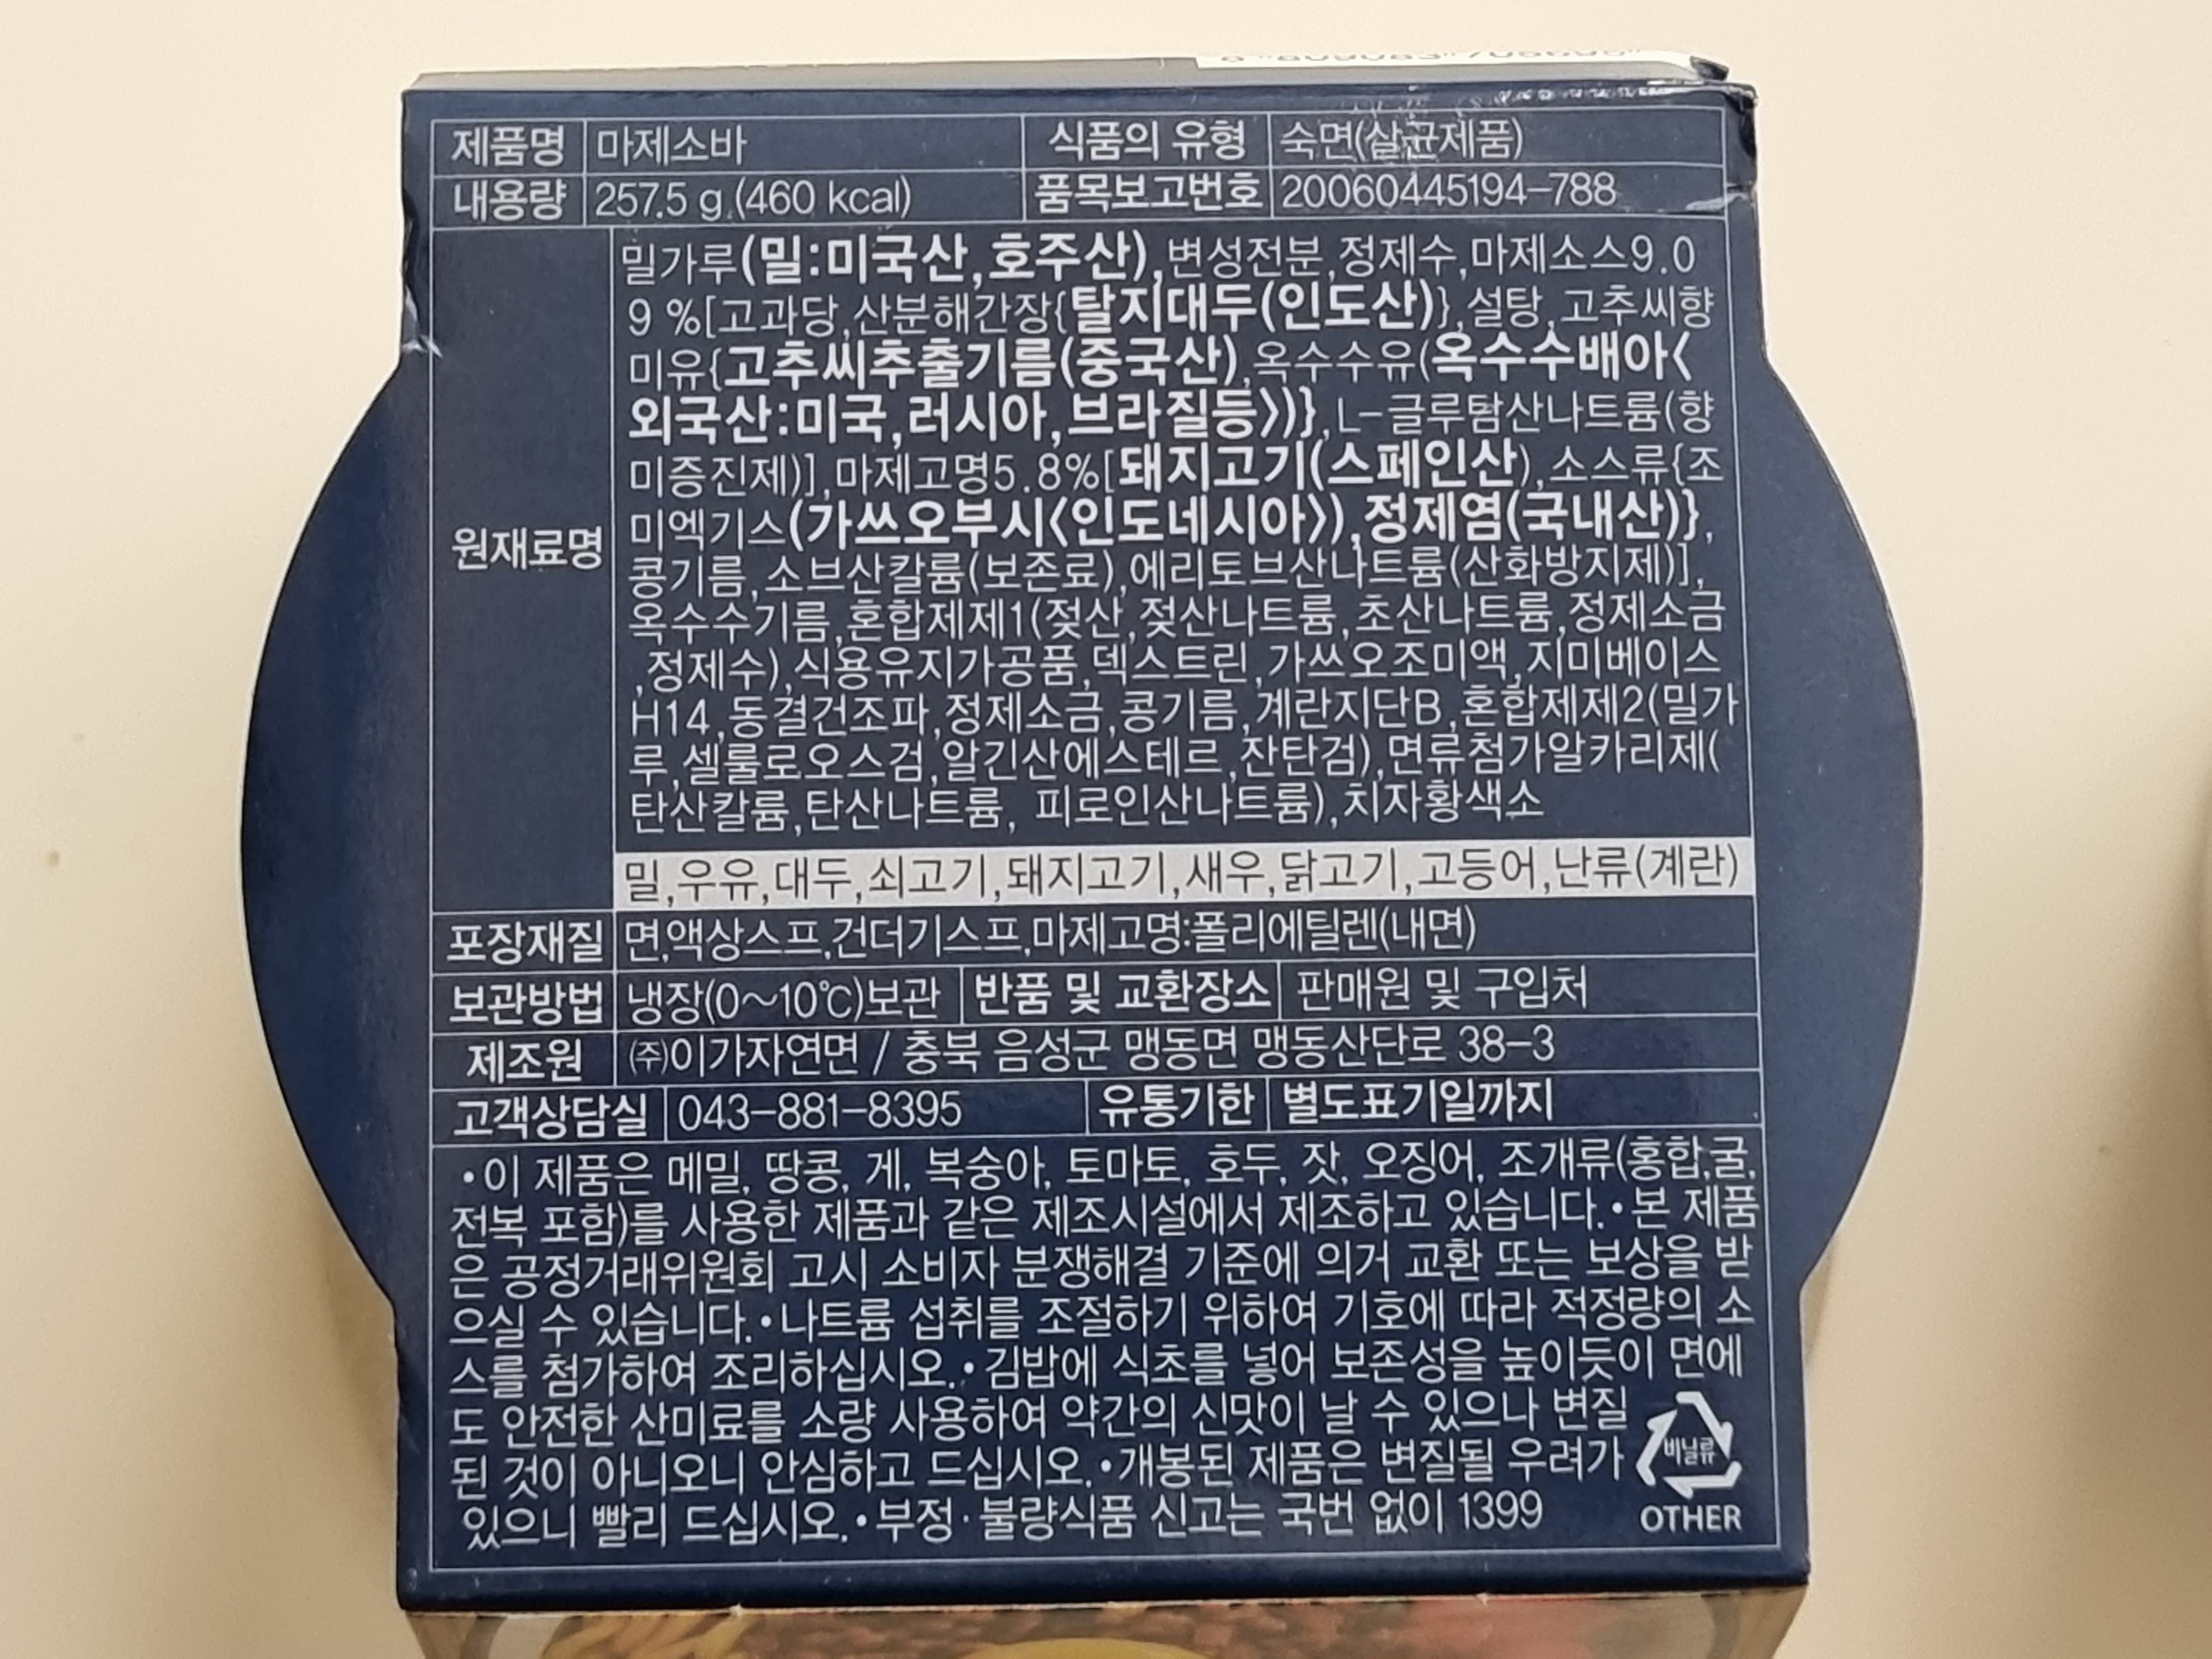 제품명 마제소바 식품의 유형 숙면(살균제품)
내용량 257.5 g (460 kcal) 품목보고번호 20060445194-788
원재료명
밀가루(밀:미국산,호주산),변성전분,정제수,마제소스9.0
9 %[고과당,산분해간장{탈지대두(인도산)},설탕,고추씨향
미유{고추씨추출기름(중국산),옥수수유(옥수수배아〈
외국산:미국,러시아,브라질등〉)},L-글루탐산나트륨(향
미증진제)],마제고명5.8%[돼지고기(스페인산),소스류{조
미엑기스(가쓰오부시〈인도네시아〉),정제염(국내산)},
콩기름,소브산칼륨(보존료),에리토브산나트륨(산화방지제)],
옥수수기름,혼합제제1(젖산,젖산나트륨,초산나트륨,정제소금
,정제수),식용유지가공품,덱스트린,가쓰오조미액,지미베이스
H14,동결건조파,정제소금,콩기름,계란지단B,혼합제제2(밀가
루,셀룰로오스검,알긴산에스테르,잔탄검),면류첨가알카리제(
탄산칼륨,탄산나트륨, 피로인산나트륨),치자황색소
밀,우유,대두,쇠고기,돼지고기,새우,닭고기,고등어,난류(계란)
포장재질 면,액상스프,건더기스프,마제고명:폴리에틸렌(내면)
보관방법 냉장(0~10℃)보관 반품 및 교환장소 판매원 및 구입처
제조원 ㈜이가자연면 / 충북 음성군 맹동면 맹동산단로 38-3
고객상담실 043-881-8395 유통기한 별도표기일까지
•이 제품은 메밀, 땅콩, 게, 복숭아, 토마토, 호두, 잣, 오징어, 조개류(홍합,굴,
전복 포함)를 사용한 제품과 같은 제조시설에서 제조하고 있습니다.•본 제품
은 공정거래위원회 고시 소비자 분쟁해결 기준에 의거 교환 또는 보상을 받
으실 수 있습니다.•나트륨 섭취를 조절하기 위하여 기호에 따라 적정량의 소
스를 첨가하여 조리하십시오.•김밥에 식초를 넣어 보존성을 높이듯이 면에
도 안전한 산미료를 소량 사용하여 약간의 신맛이 날 수 있으나 변질
된 것이 아니오니 안심하고 드십시오.•개봉된 제품은 변질될 우려가
있으니 빨리 드십시오.•부정·불량식품 신고는 국번 없이 1399
비닐류
OTHER